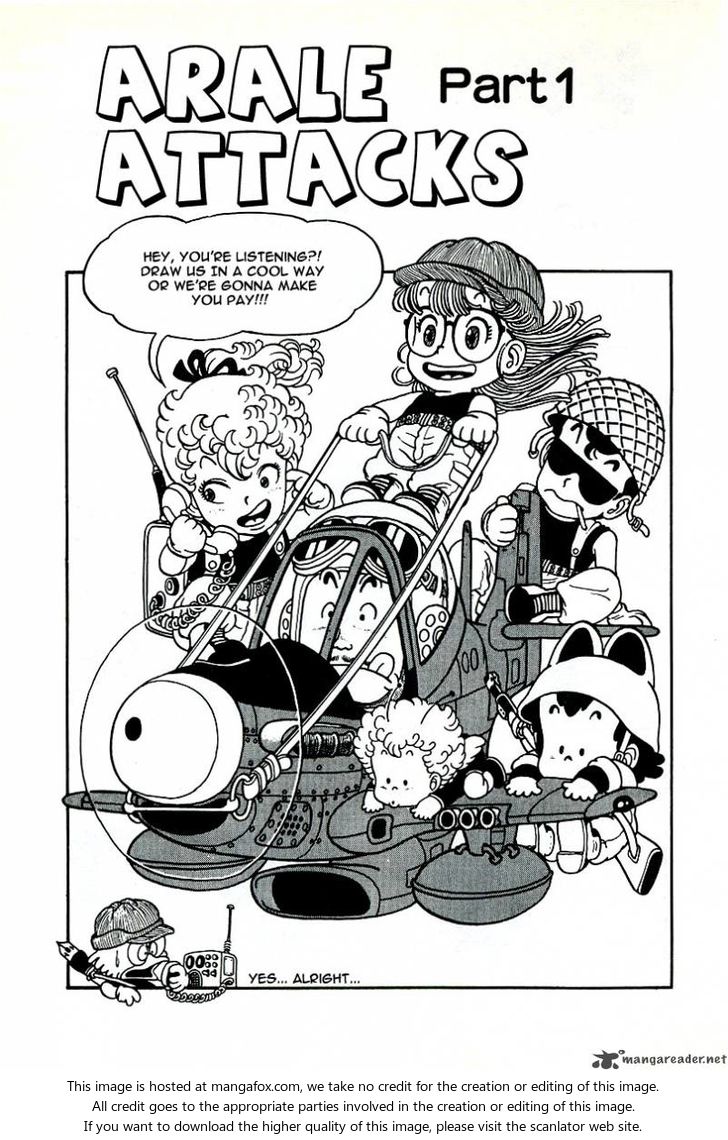 ARALE Part 1
ATTACKS
HEY, YOU'RE LISTENING?!
DRAW US IN A COOL WAY
OR WE'RE GONNA MAKE
YOU PAY!!!
YES... ALRIGHT...
mangareader.net
This image is hosted at mangafox.com, we take no credit for the creation or editing of this image.
All credit goes to the appropriate parties involved in the creation or editing of this image.
If you want to download the higher quality of this image, please visit the scanlator web site.